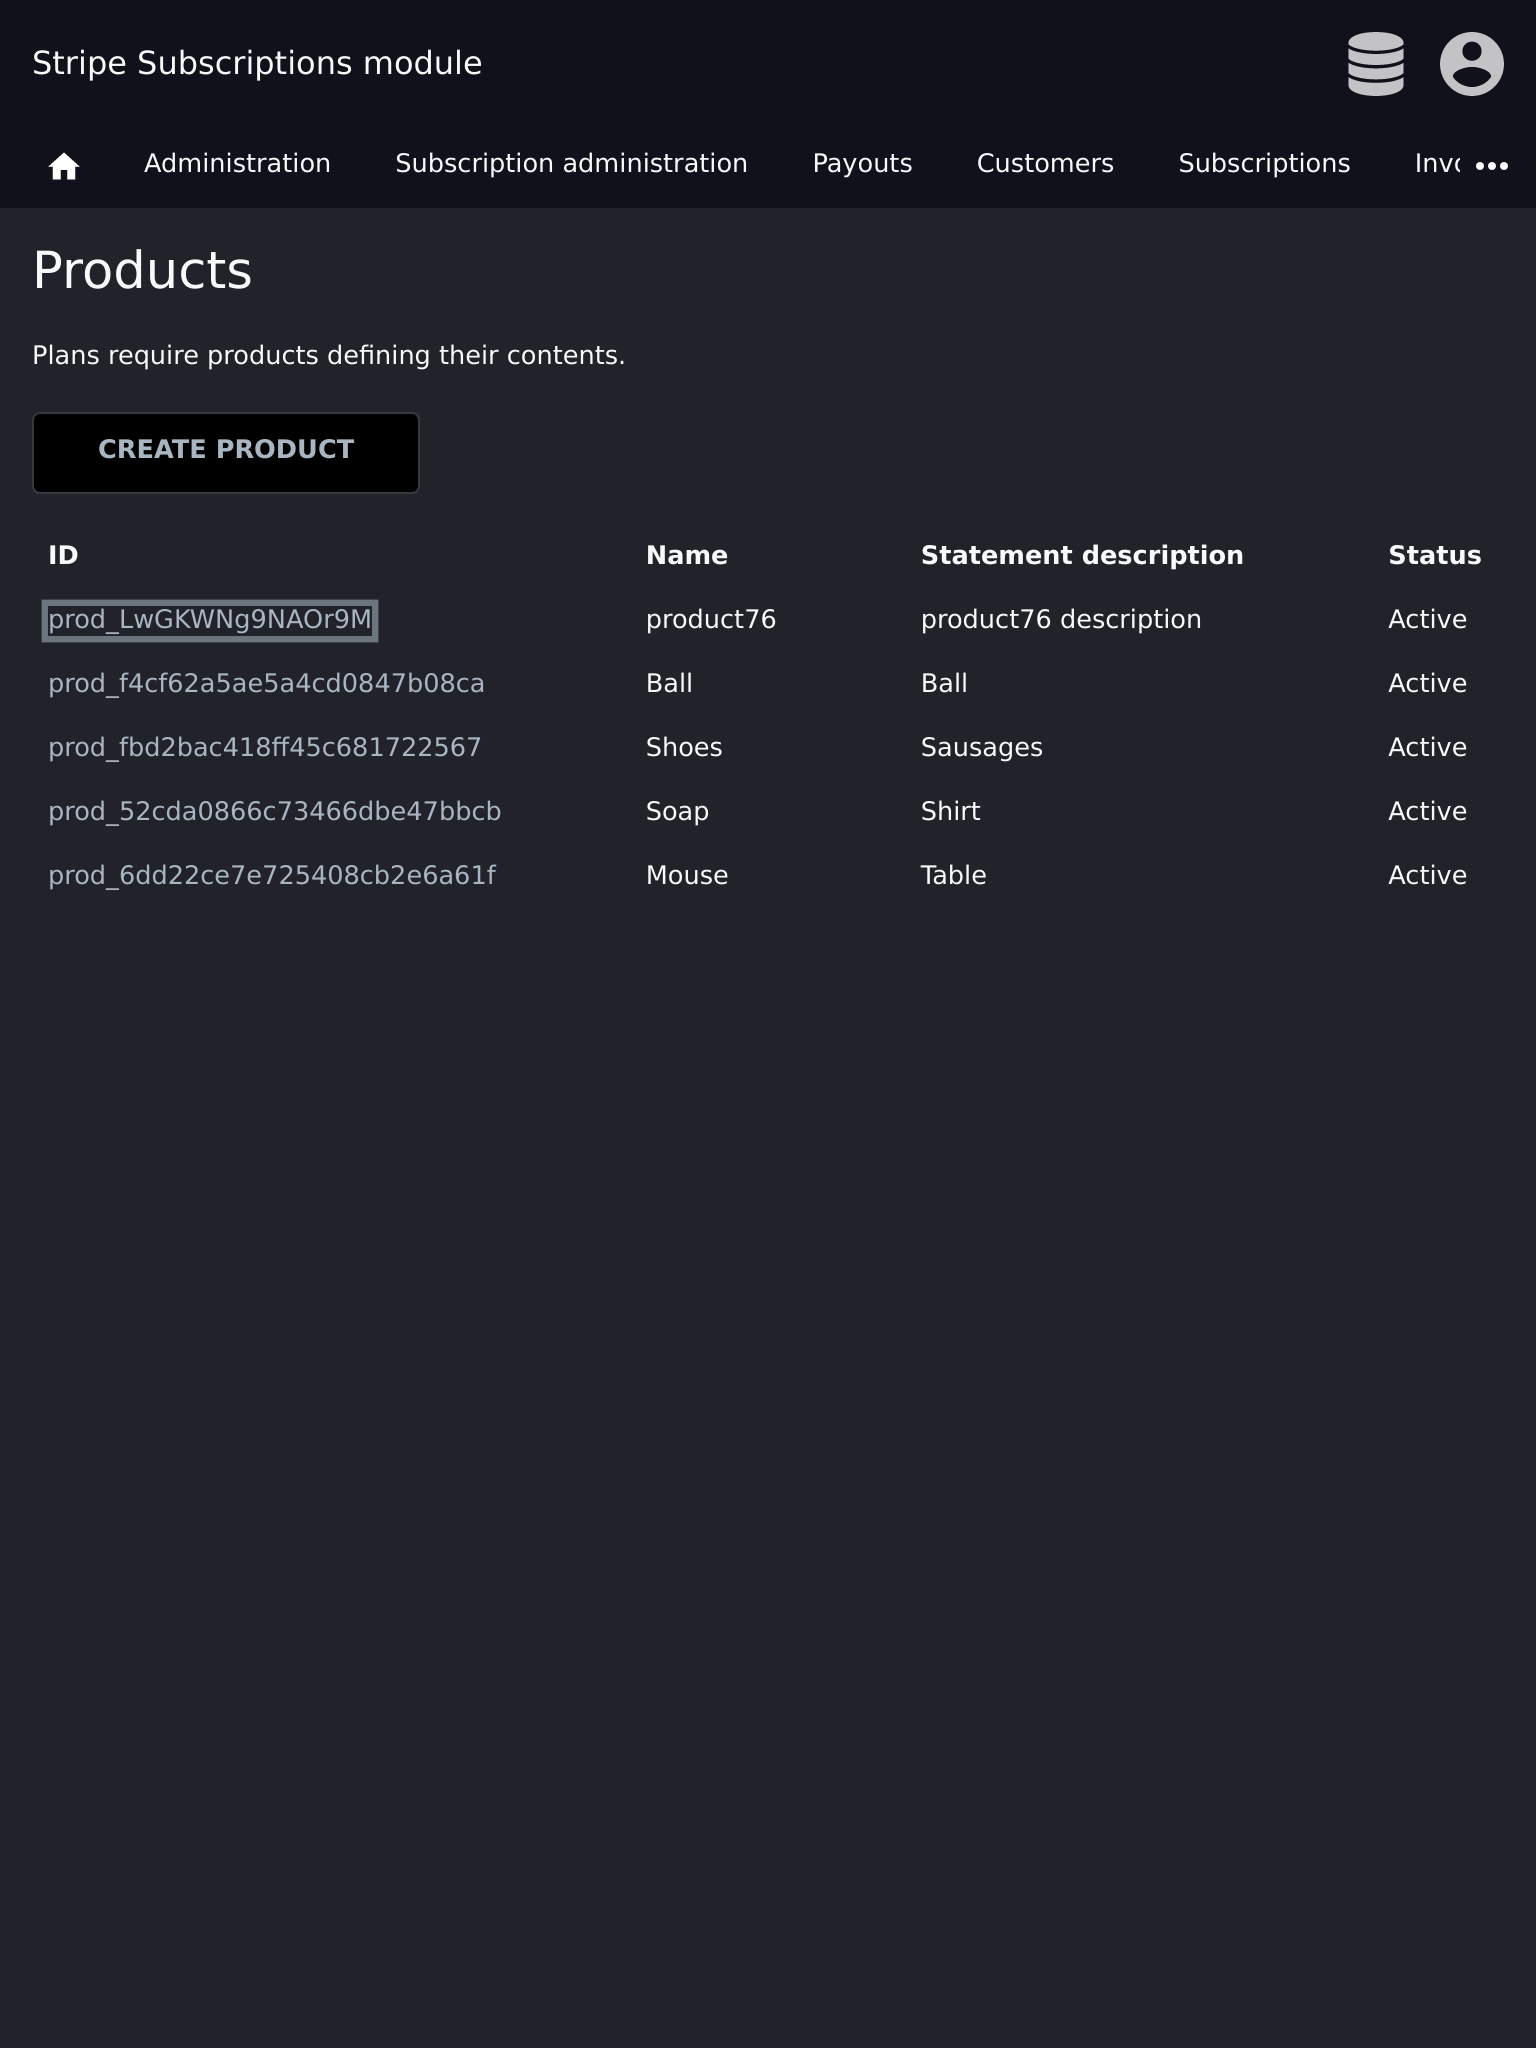 Stripe Subscriptions module
Administration Subscription administration Payouts Customers Subscriptions
Products
Plans require products defining their contents.
CREATE PRODUCT
ID Name Statement description Status
prod_LwGKWNg9NAOr9M product76 product76 description Active
prod_f4cf62a5ae5a4cd0847b08ca Ball Ball Active
prod_fbd2bac418ff45c681722567 Shoes Sausages Active
prod_52cda0866c73466dbe47bbcb Soap Shirt Active
prod_6dd22ce7e725408cb2e6a61f Mouse Table Active